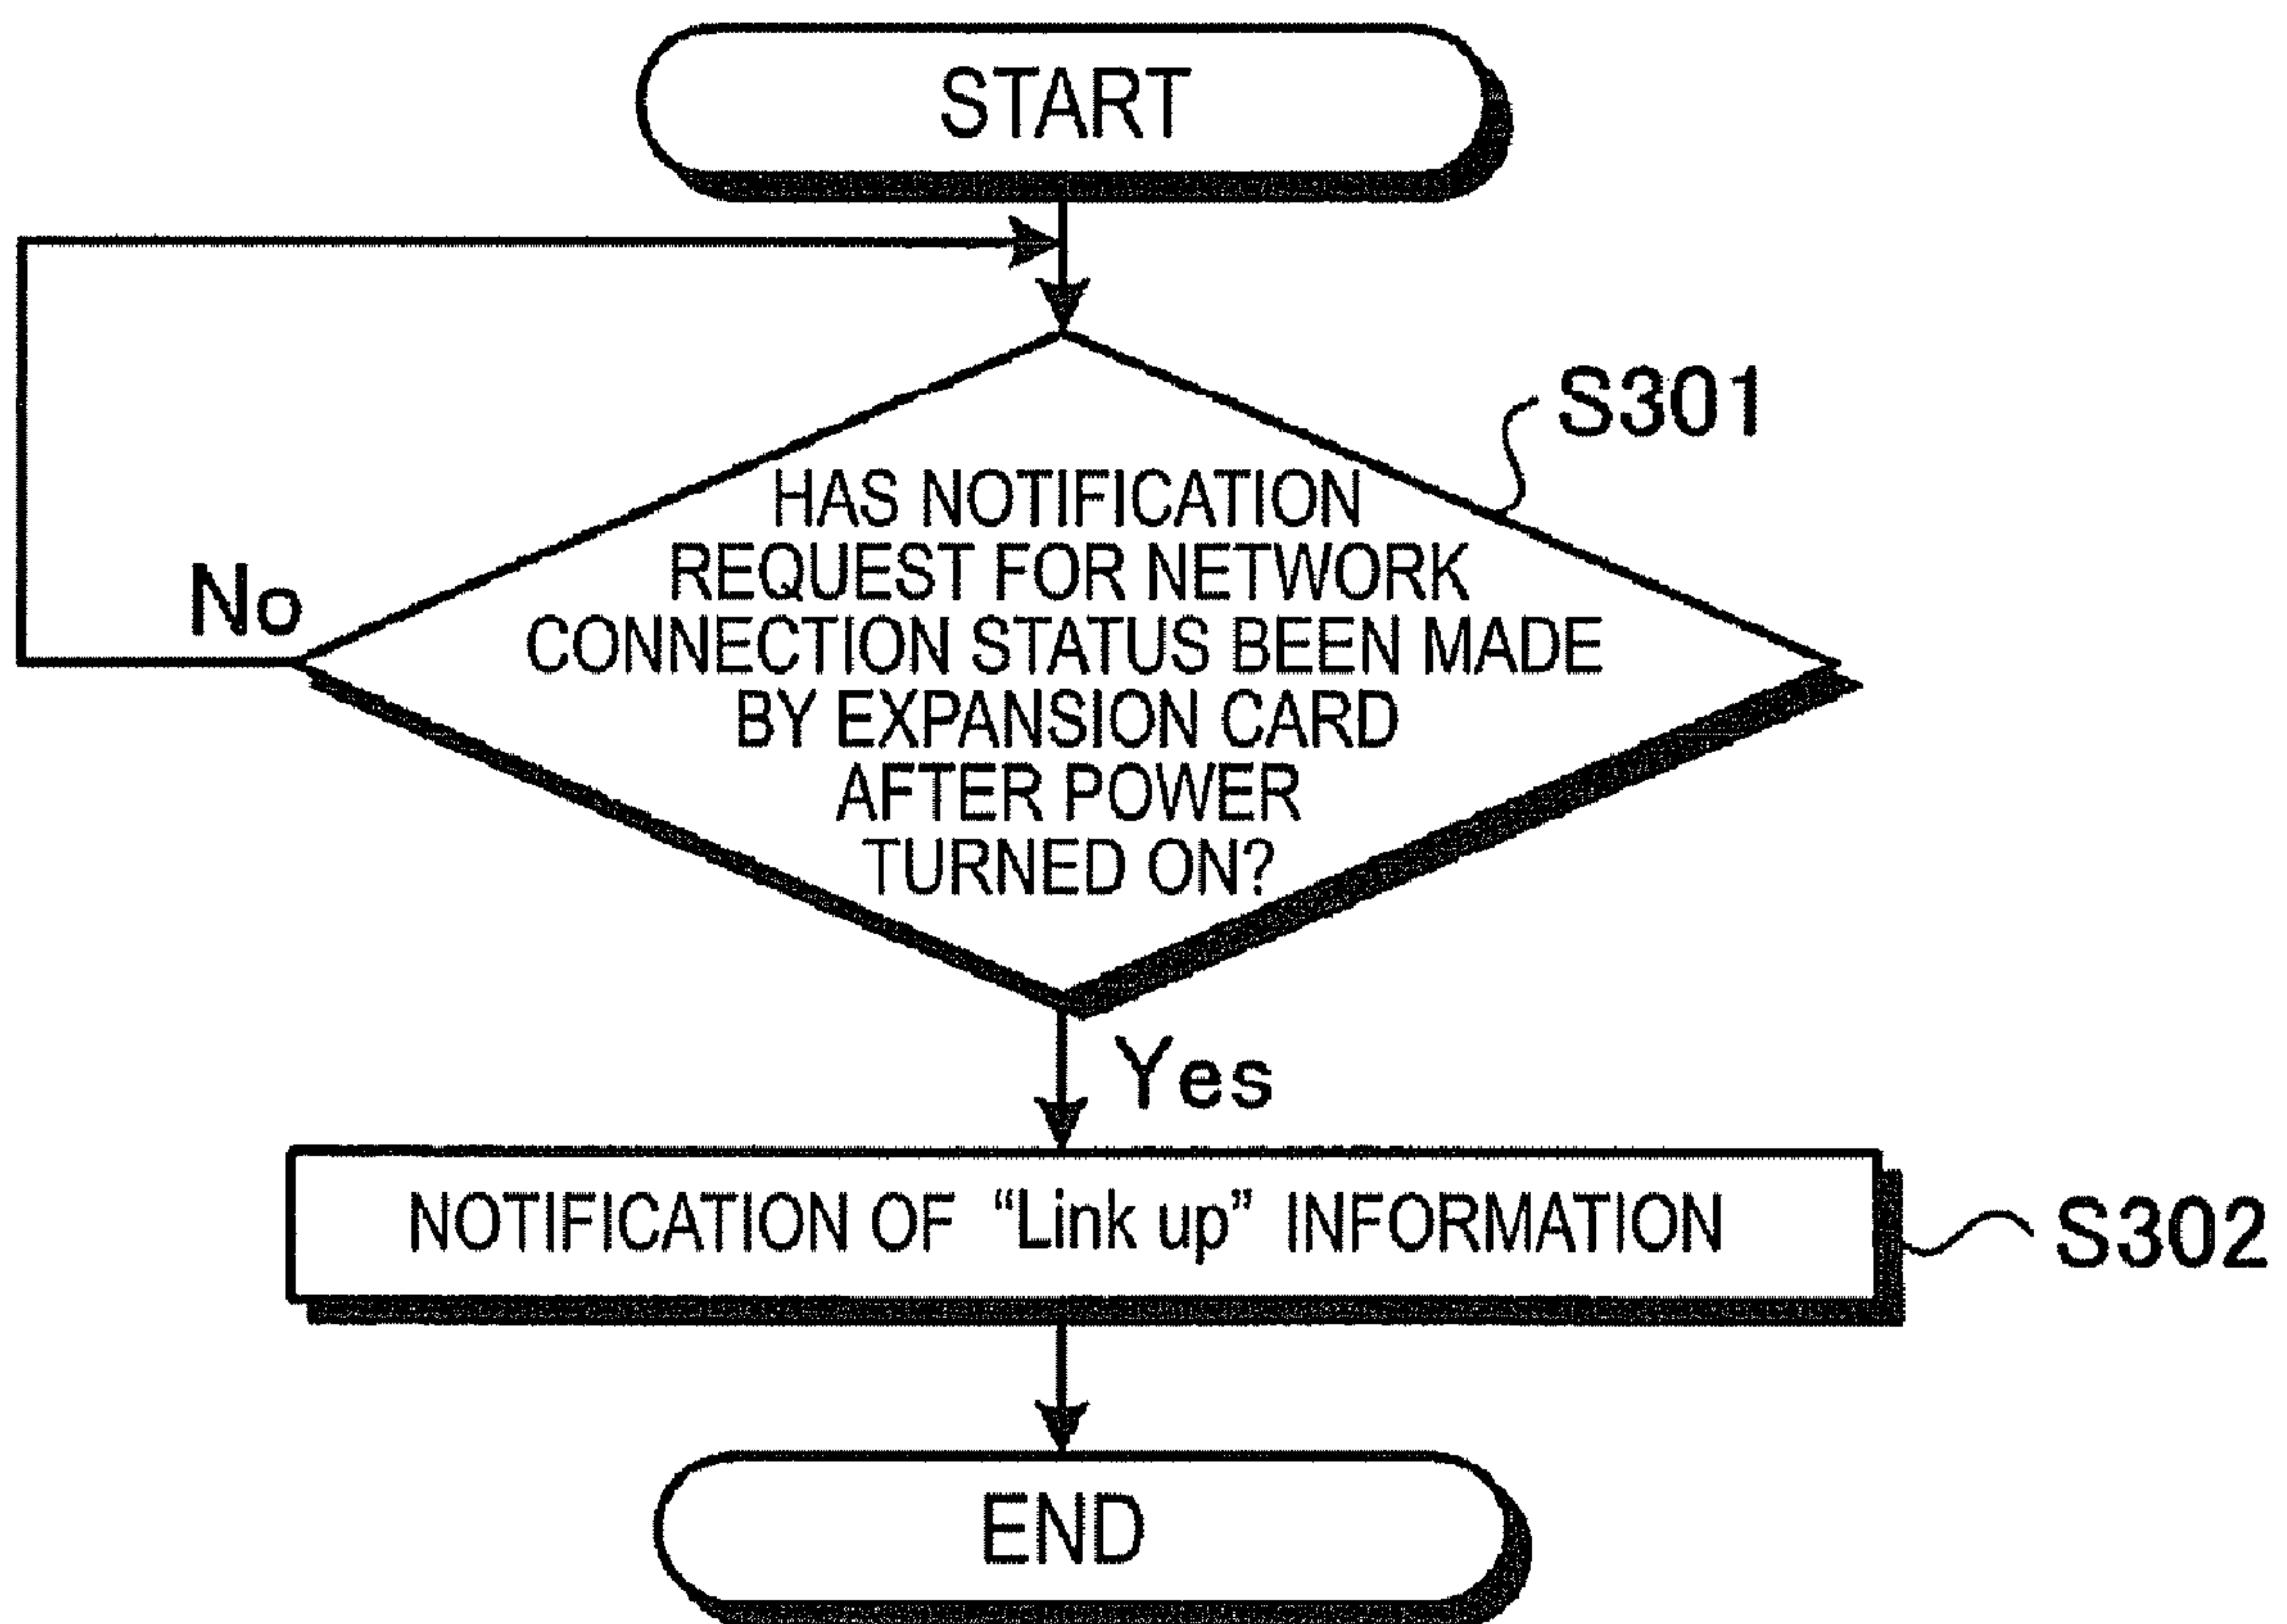 START
S301
HAS NOTIFICATION
REQUEST FOR NETWORK
CONNECTION STATUS BEEN MADE
BY EXPANSION CARD
AFTER POWER
TURNED ON?
No
Yes
NOTIFICATION OF “Link up” INFORMATION
S302
END